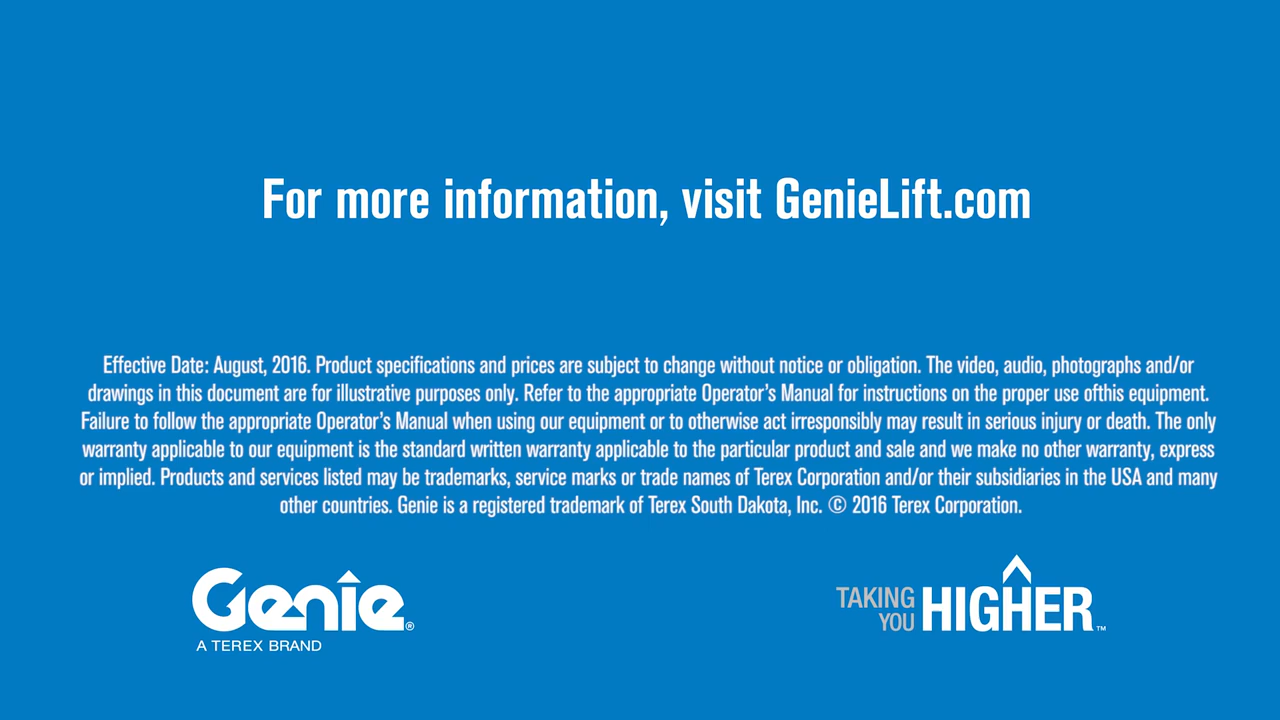 For more information, visit GenieLift.com
Effective Date: August, 2016. Product specifications and prices are subject to change without notice or obligation. The video, audio, photographs and/or
drawings in this document are for illustrative purposes only. Refer to the appropriate Operator's Manual for instructions on the proper use ofthis equipment.
Failure to follow the appropriate Operator's Manual when using our equipment or to otherwise act irresponsibly may result in serious injury or death. The only
warranty applicable to our equipment is the standard written warranty applicable to the particular product and sale and we make no other warranty, express
or implied. Products and services listed may be trademarks, service marks or trade names of Terex Corporation and/or their subsidiaries in the USA and many
other countries. Genie is a registered trademark of Terex South Dakota, Inc. © 2016 Terex Corporation.
Genie®
A TEREX BRAND
TAKING
YOU HIGHER™